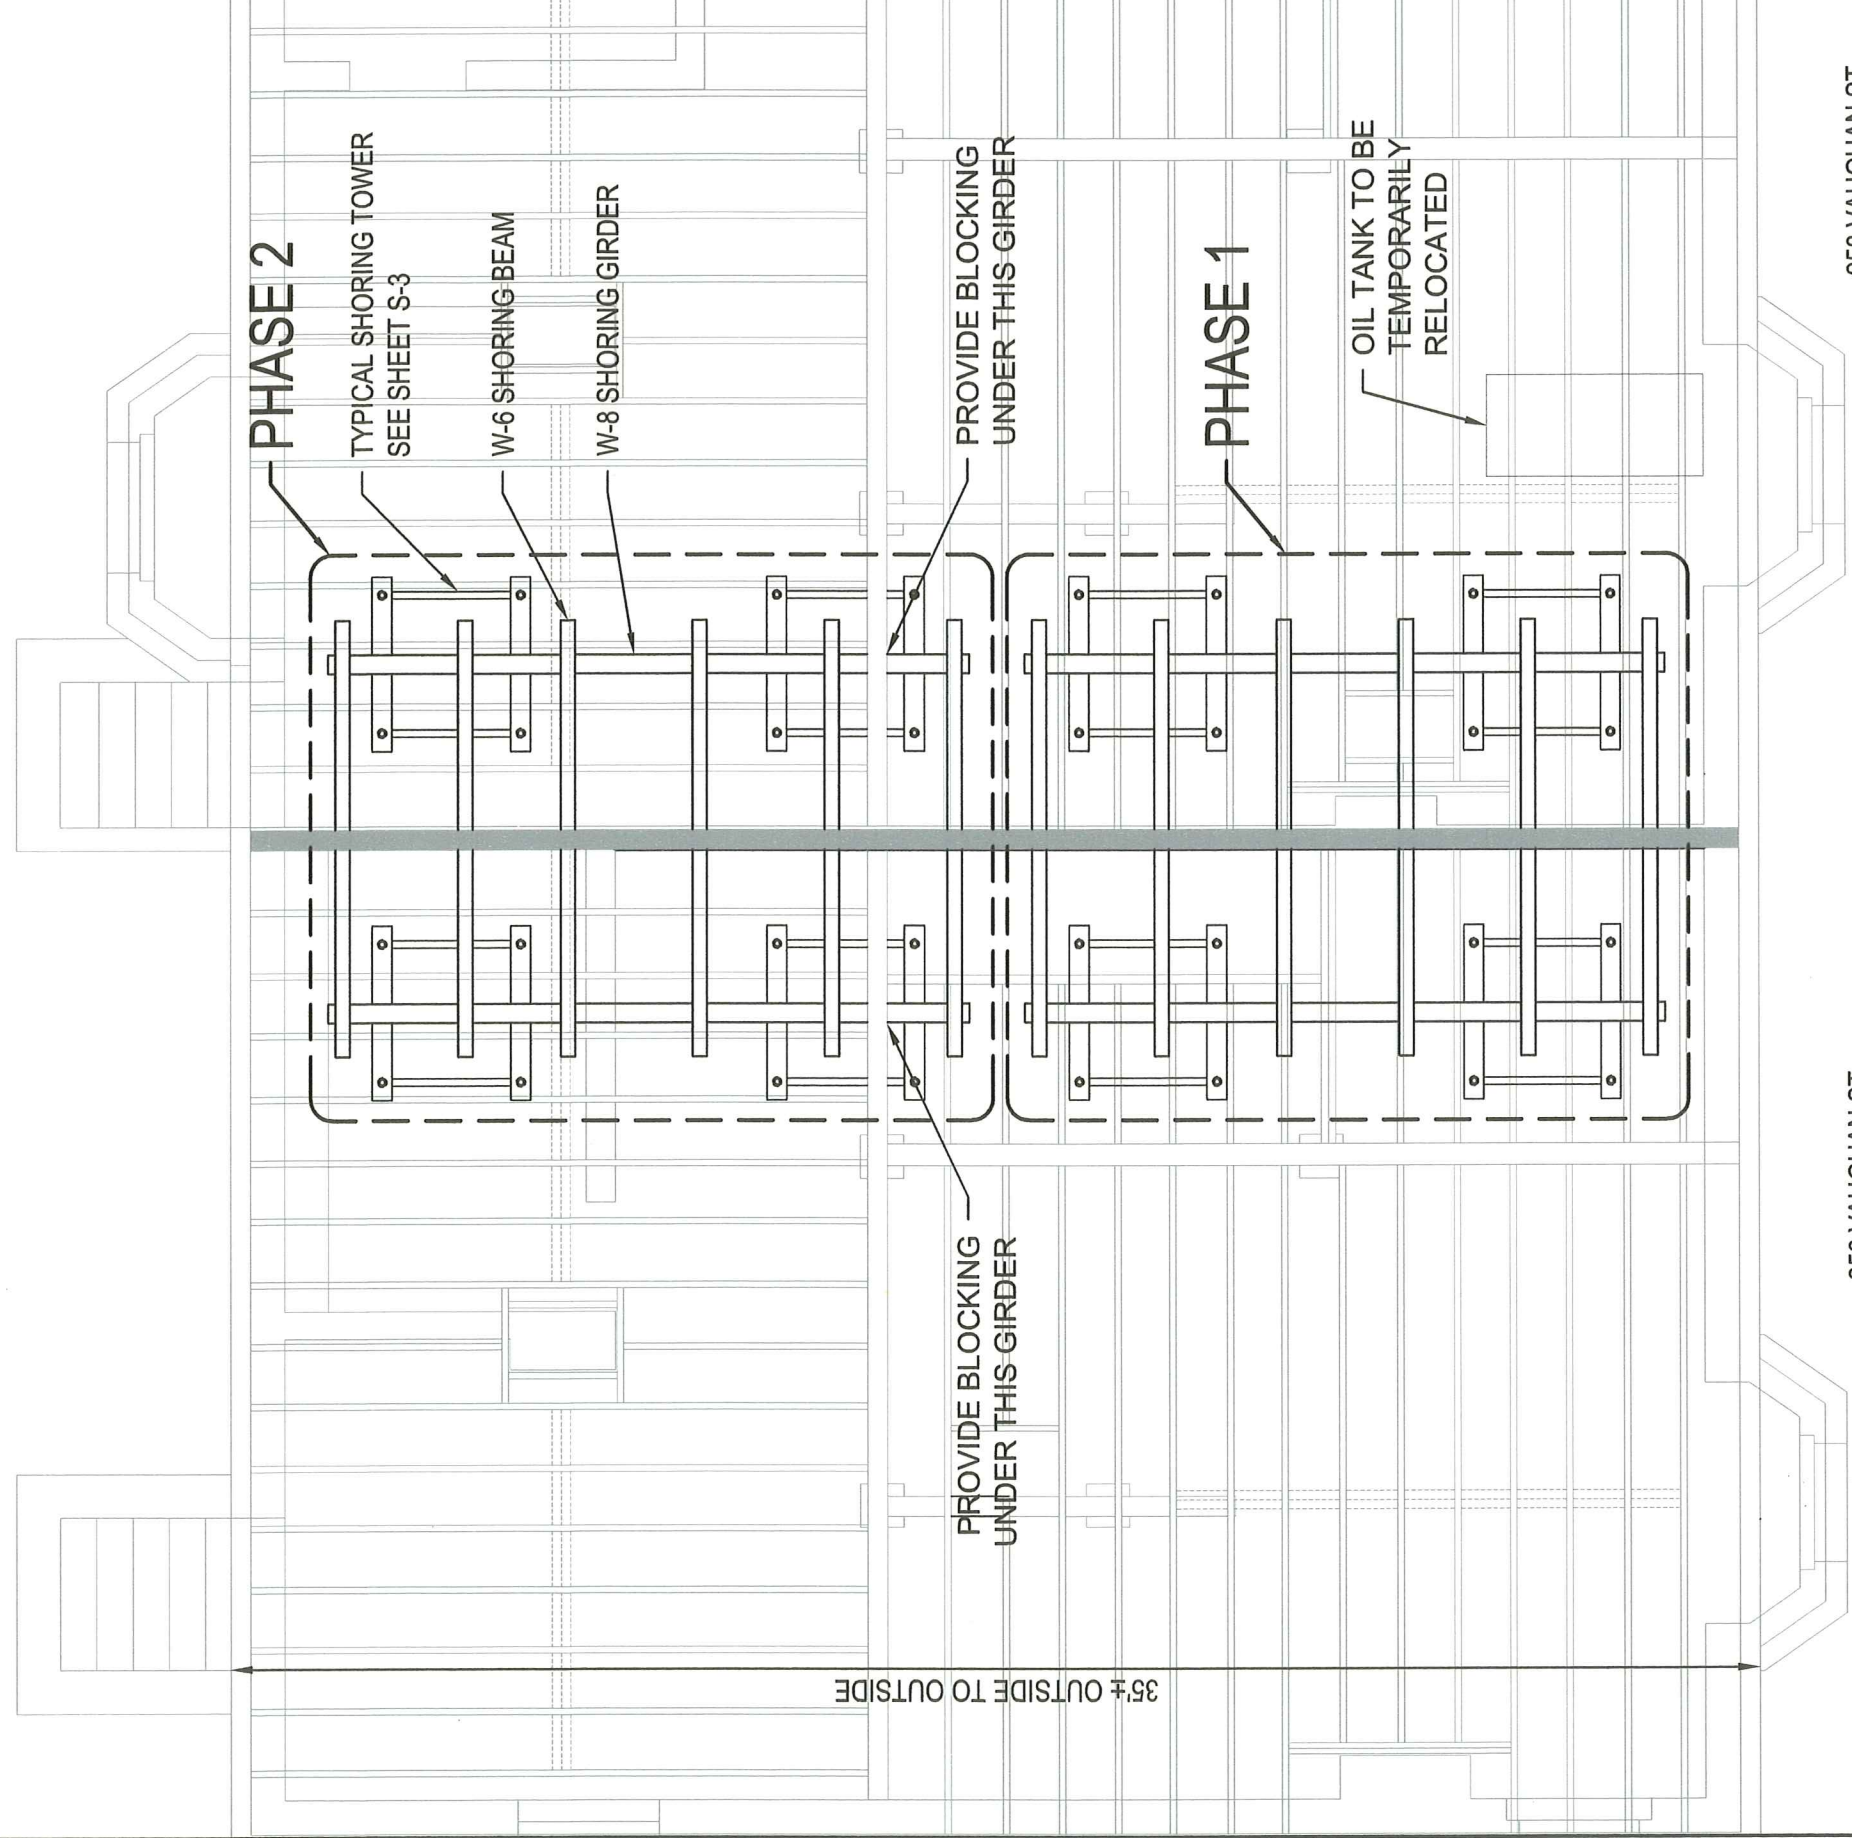 PHASE 2
TYPICAL SHORING TOWER
SEE SHEET S-3
W-6 SHORING BEAM
W-8 SHORING GIRDER
PROVIDE BLOCKING
UNDER THIS GIRDER
PHASE 1
OIL TANK TO BE
TEMPORARILY
RELOCATED
PROVIDE BLOCKING
UNDER THIS GIRDER
35'± OUTSIDE TO OUTSIDE